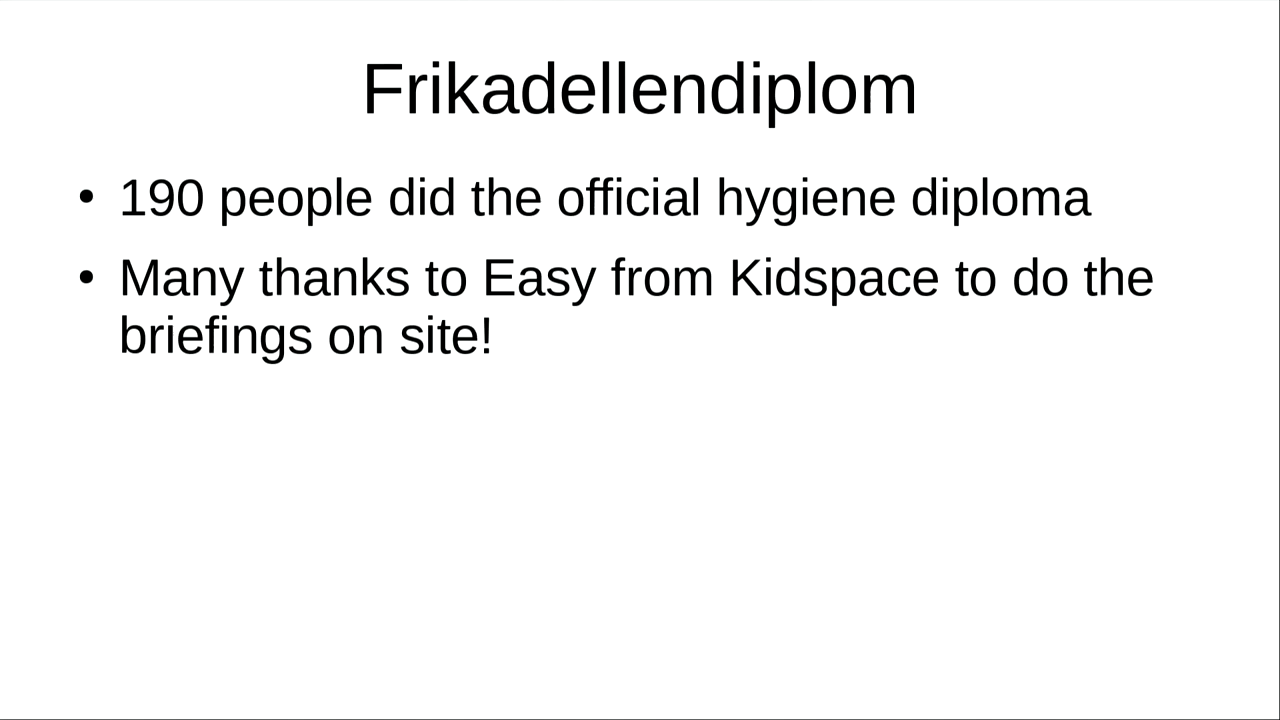 Frikadellendiplom
• 190 people did the official hygiene diploma
• Many thanks to Easy from Kidspace to do the
briefings on site!